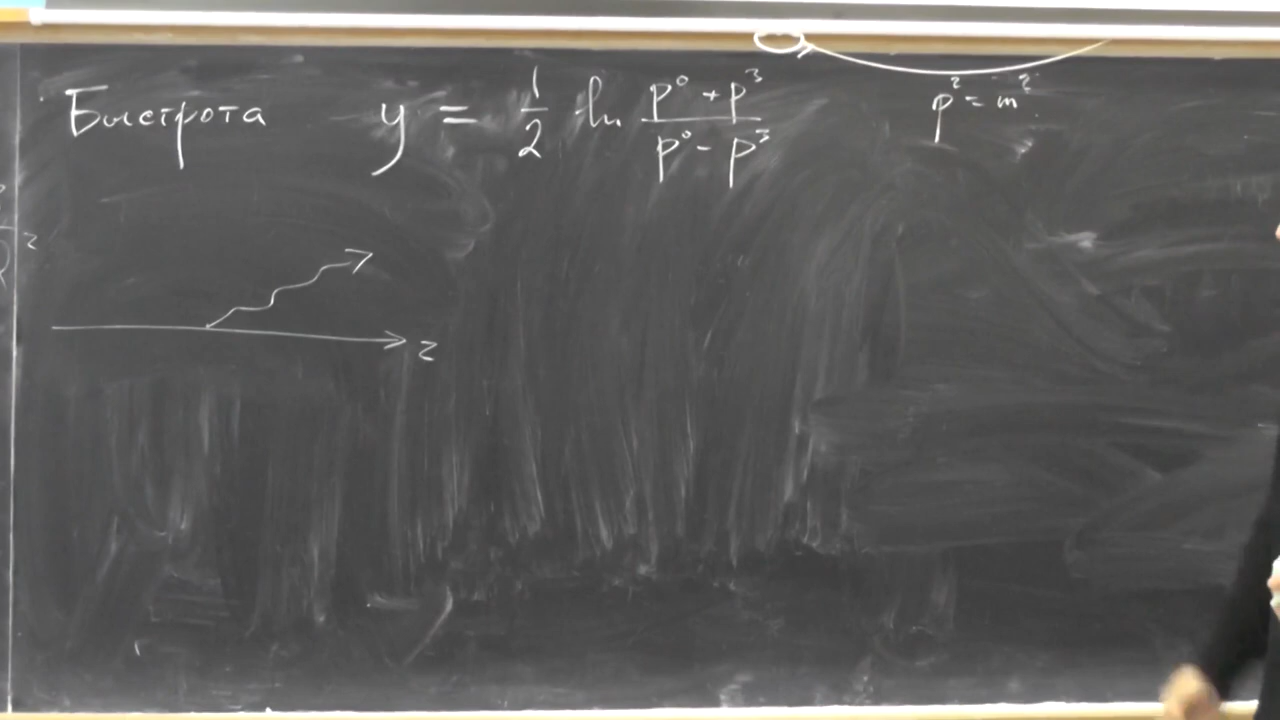 Быстрота y = 1/2 ln (p⁰ + p³)/(p⁰ - p³) p² = m²
z